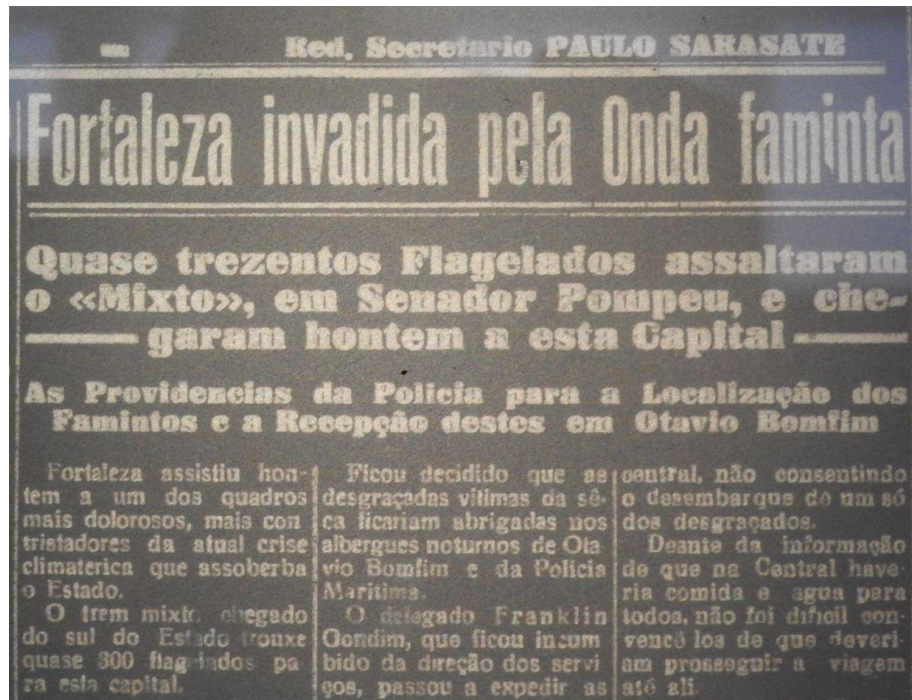 Red. Secretario PAULO SARASATE
Fortaleza invadida pela Onda faminta
Quase trezentos Flagelados assaltaram
o «Mixto», em Senador Pompeu, e che-
garam hontem a esta Capital
As Providencias da Policia para a Localização dos
Famintos e a Recepção destes em Otavio Bomfim
Fortaleza assistiu hon-
tem a um dos quadros
mais dolorosos, mais con
tristadores da atual crise
climaterica que assoberba
o Estado.
O trem mixto chegado
do sul do Estado trouxe
quase 300 flagelados pa-
ra esta capital.
Ficou decidido que as
desgraçadas vitimas da sê-
ca ficariam abrigadas nos
albergues noturnos de Ota
vio Bomfim e da Policia
Maritima.
O delegado Franklin
Gondim, que ficou incum
bido da direção dos servi
ços, passou a expedir as
central, não consentindo
o desembarque de um só
dos desgraçados.
Deante da informação
de que na Central have-
ria comida e agua para
todos, não foi dificil con-
vencê los de que deveri-
am proseguir a viagem
até ali